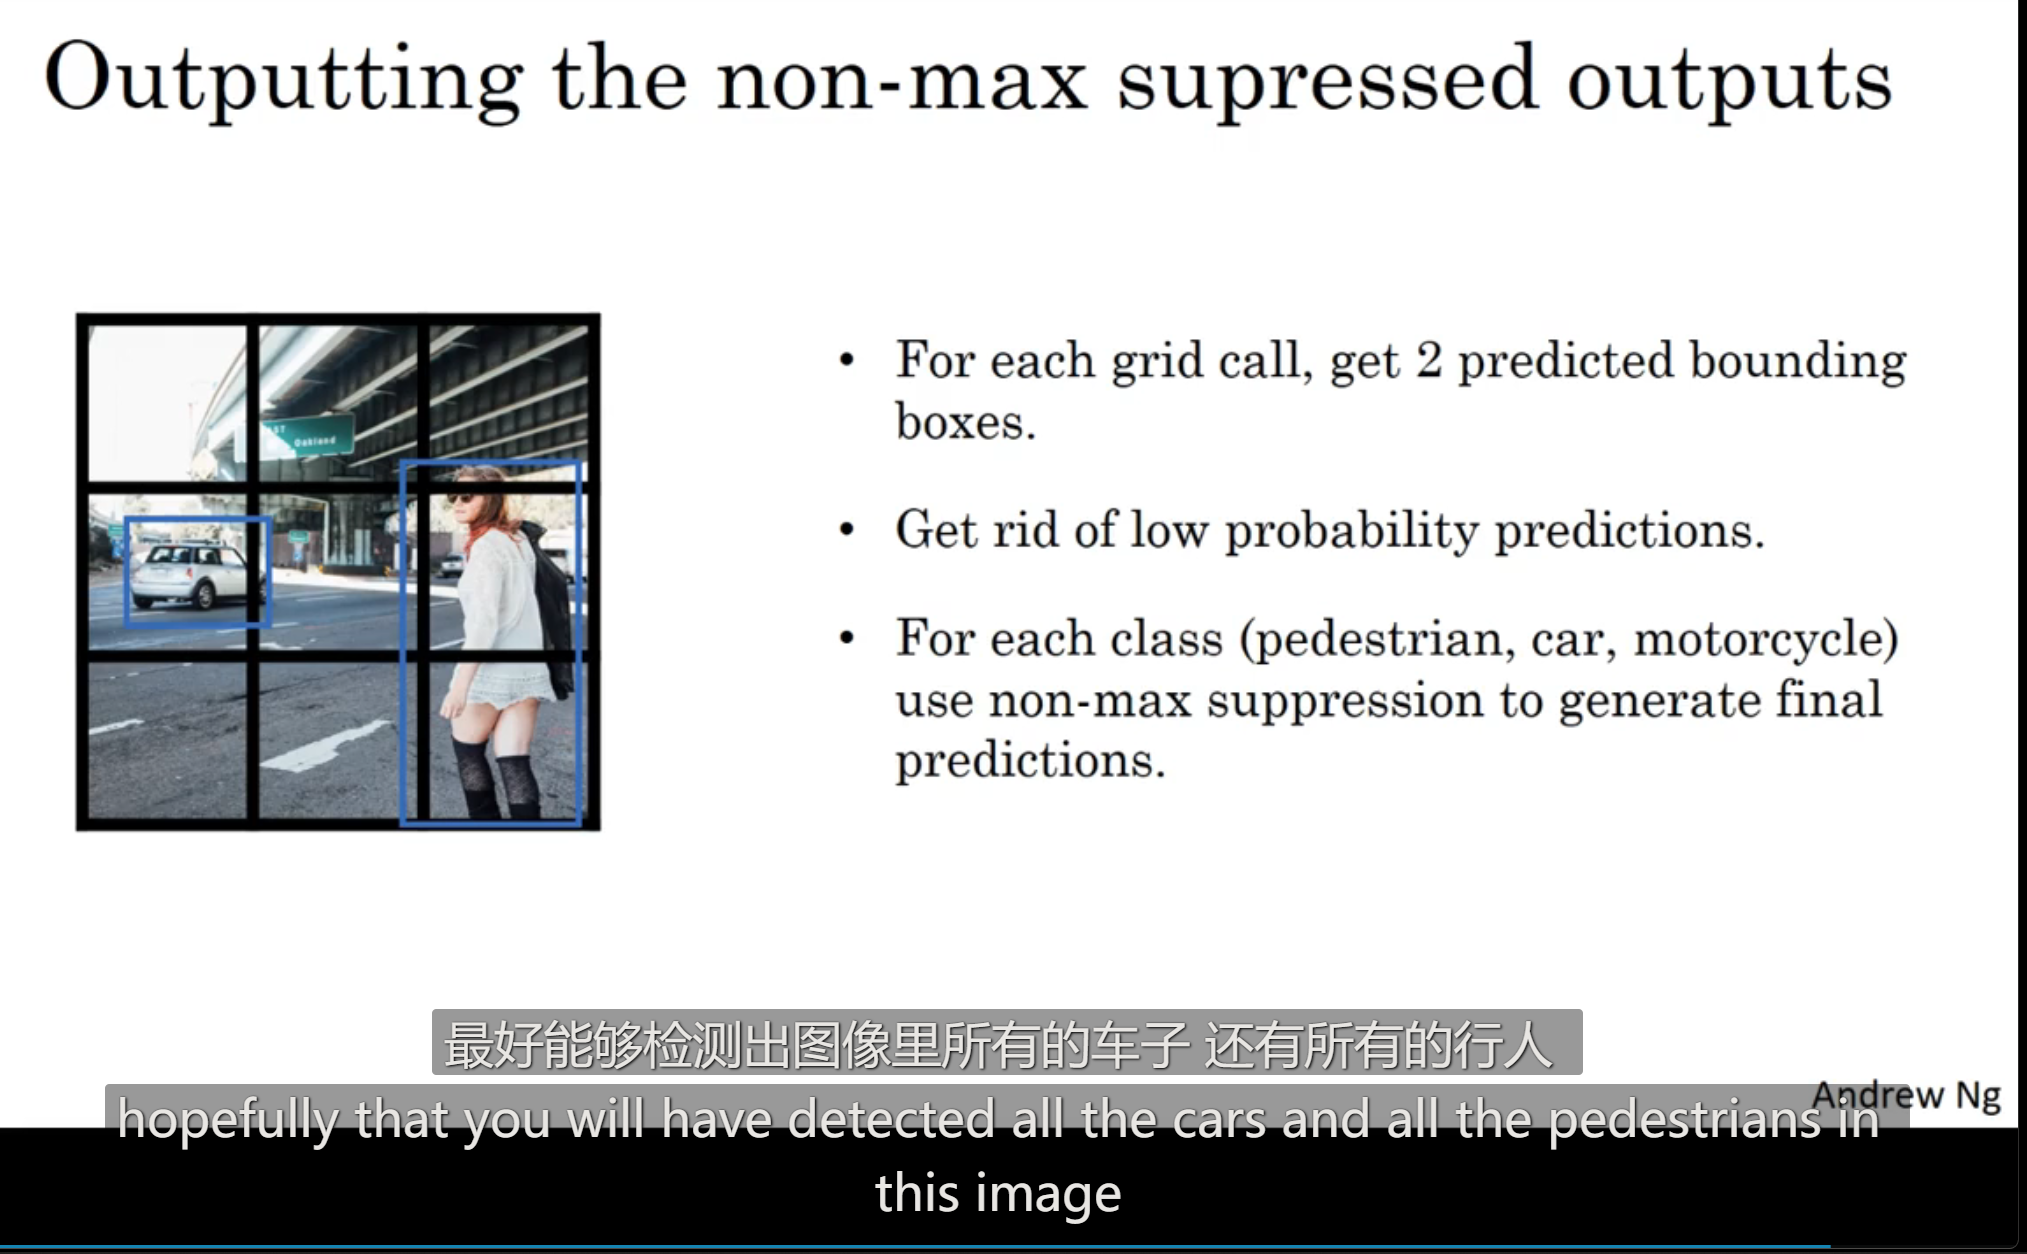 Outputting the non-max supressed outputs
• For each grid call, get 2 predicted bounding
boxes.
• Get rid of low probability predictions.
• For each class (pedestrian, car, motorcycle)
use non-max suppression to generate final
predictions.
ST
Oakland
最好能够检测出图像里所有的车子 还有所有的行人
Andrew Ng
hopefully that you will have detected all the cars and all the pedestrians in
this image